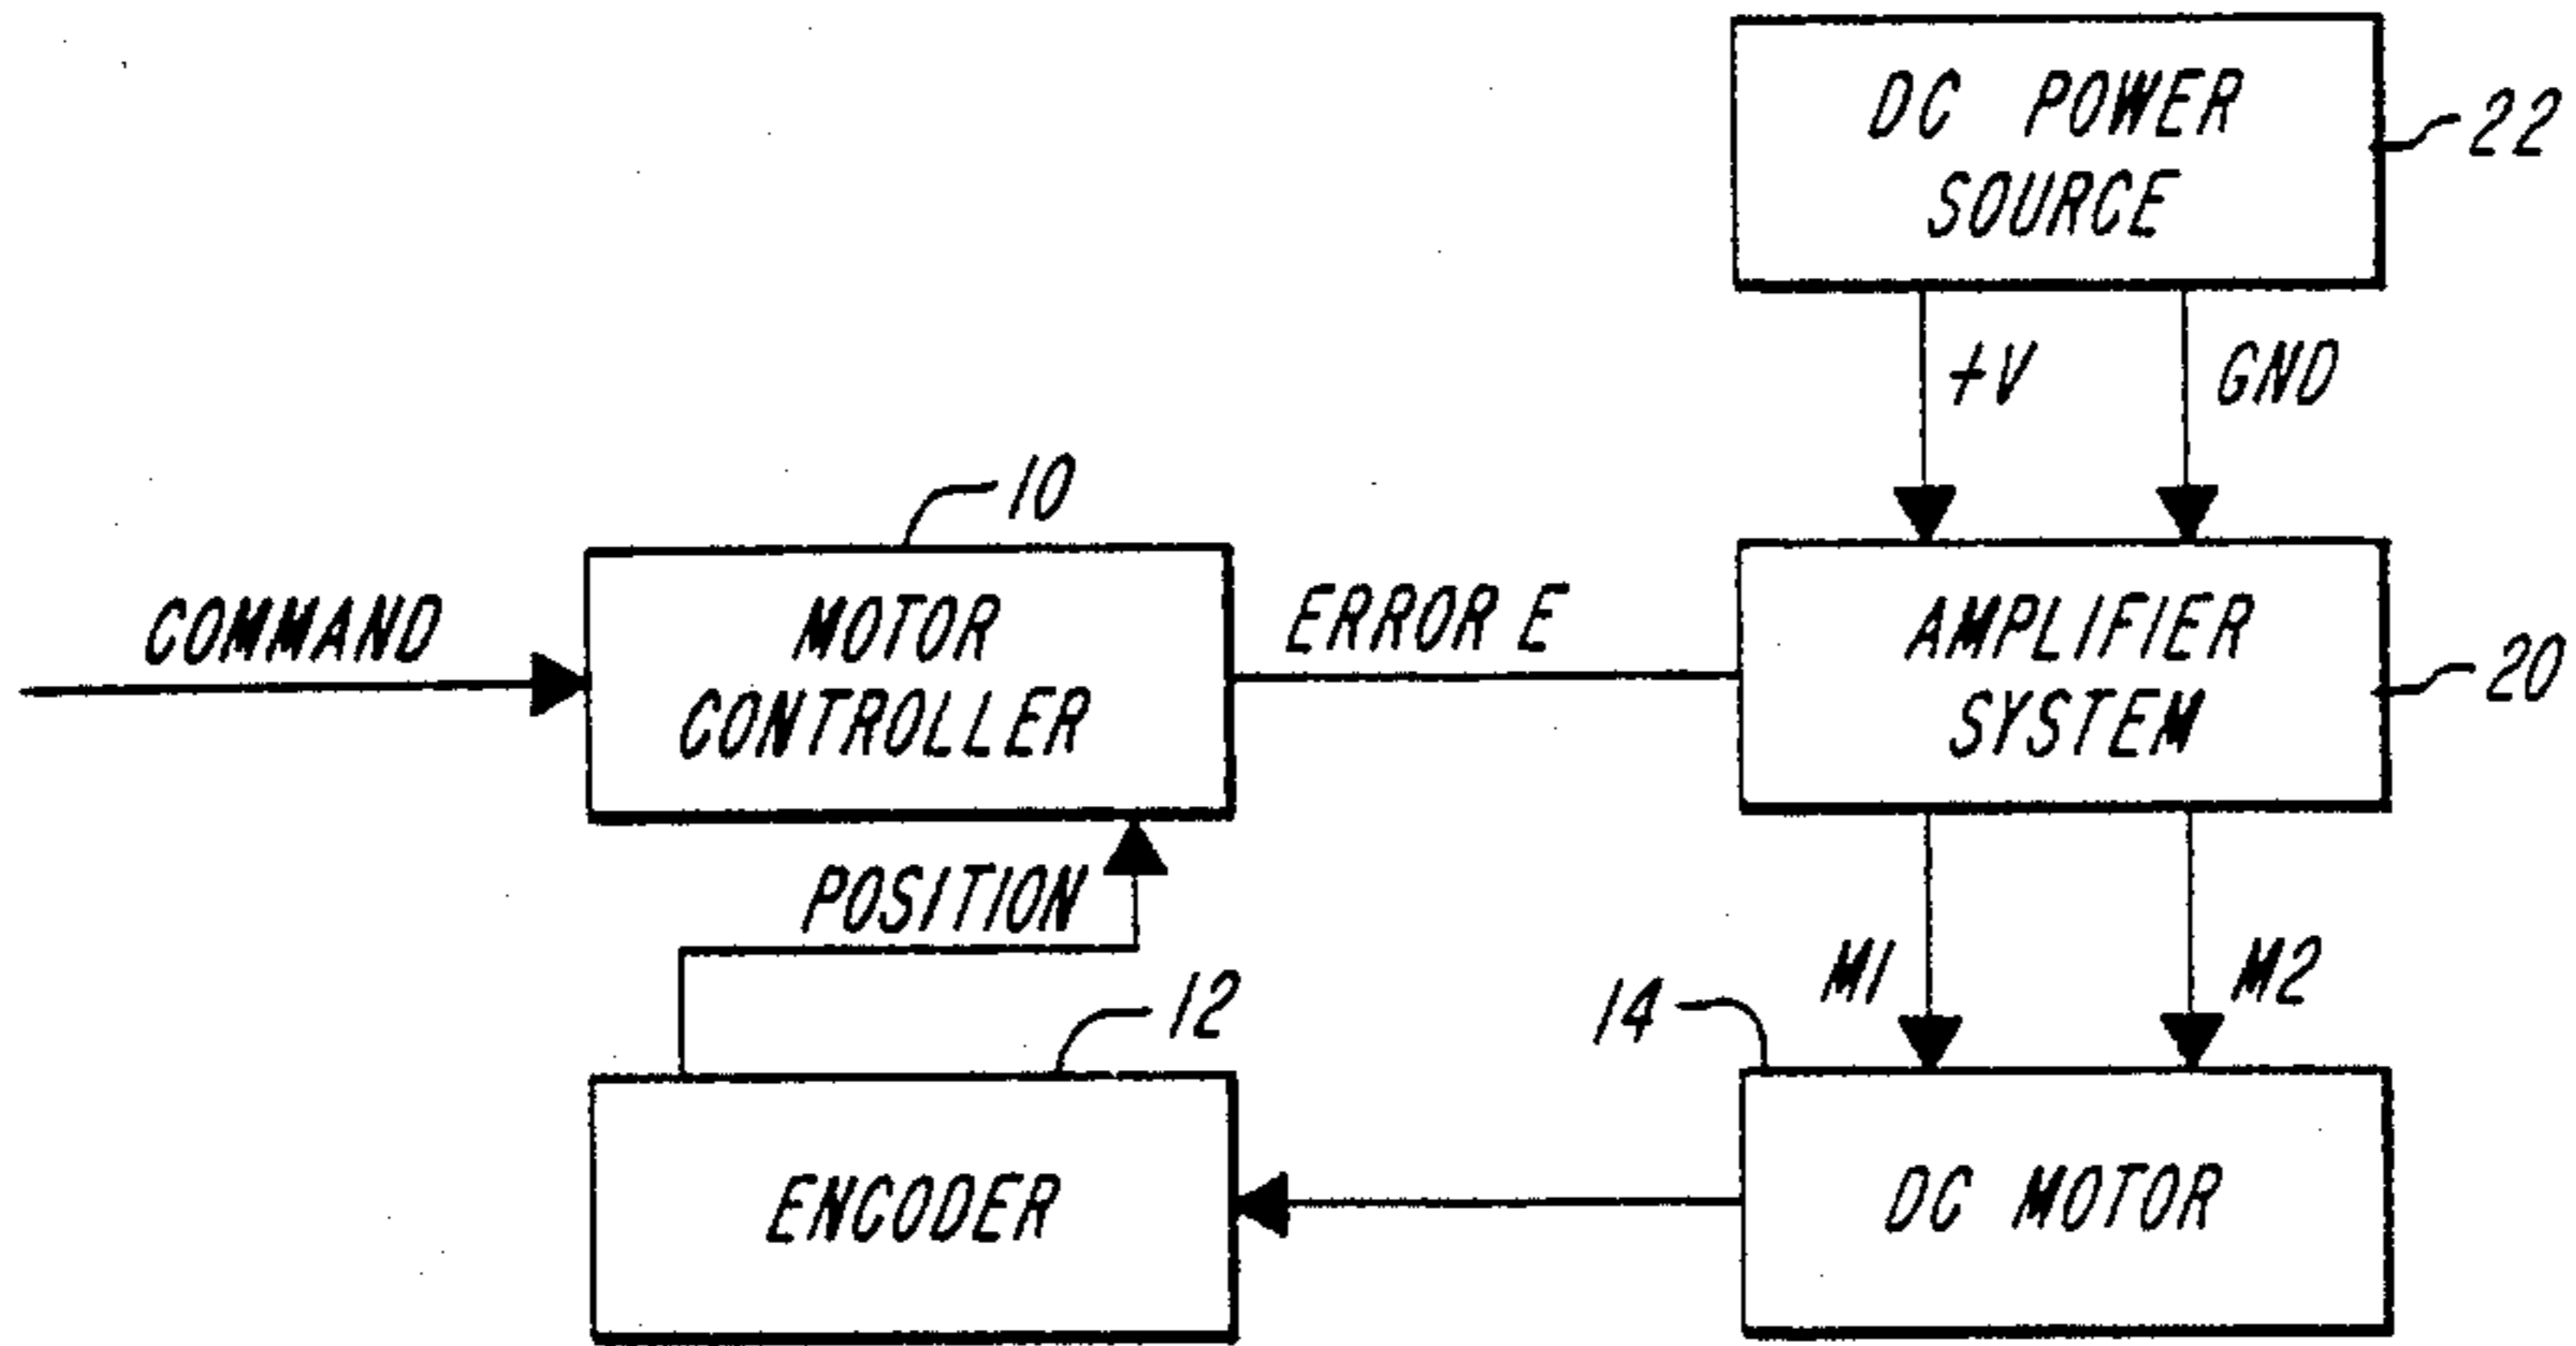 DC POWER
SOURCE
22
+V
GND
10
COMMAND
MOTOR
CONTROLLER
ERROR E
AMPLIFIER
SYSTEM
20
POSITION
M1
M2
12
14
ENCODER
DC MOTOR